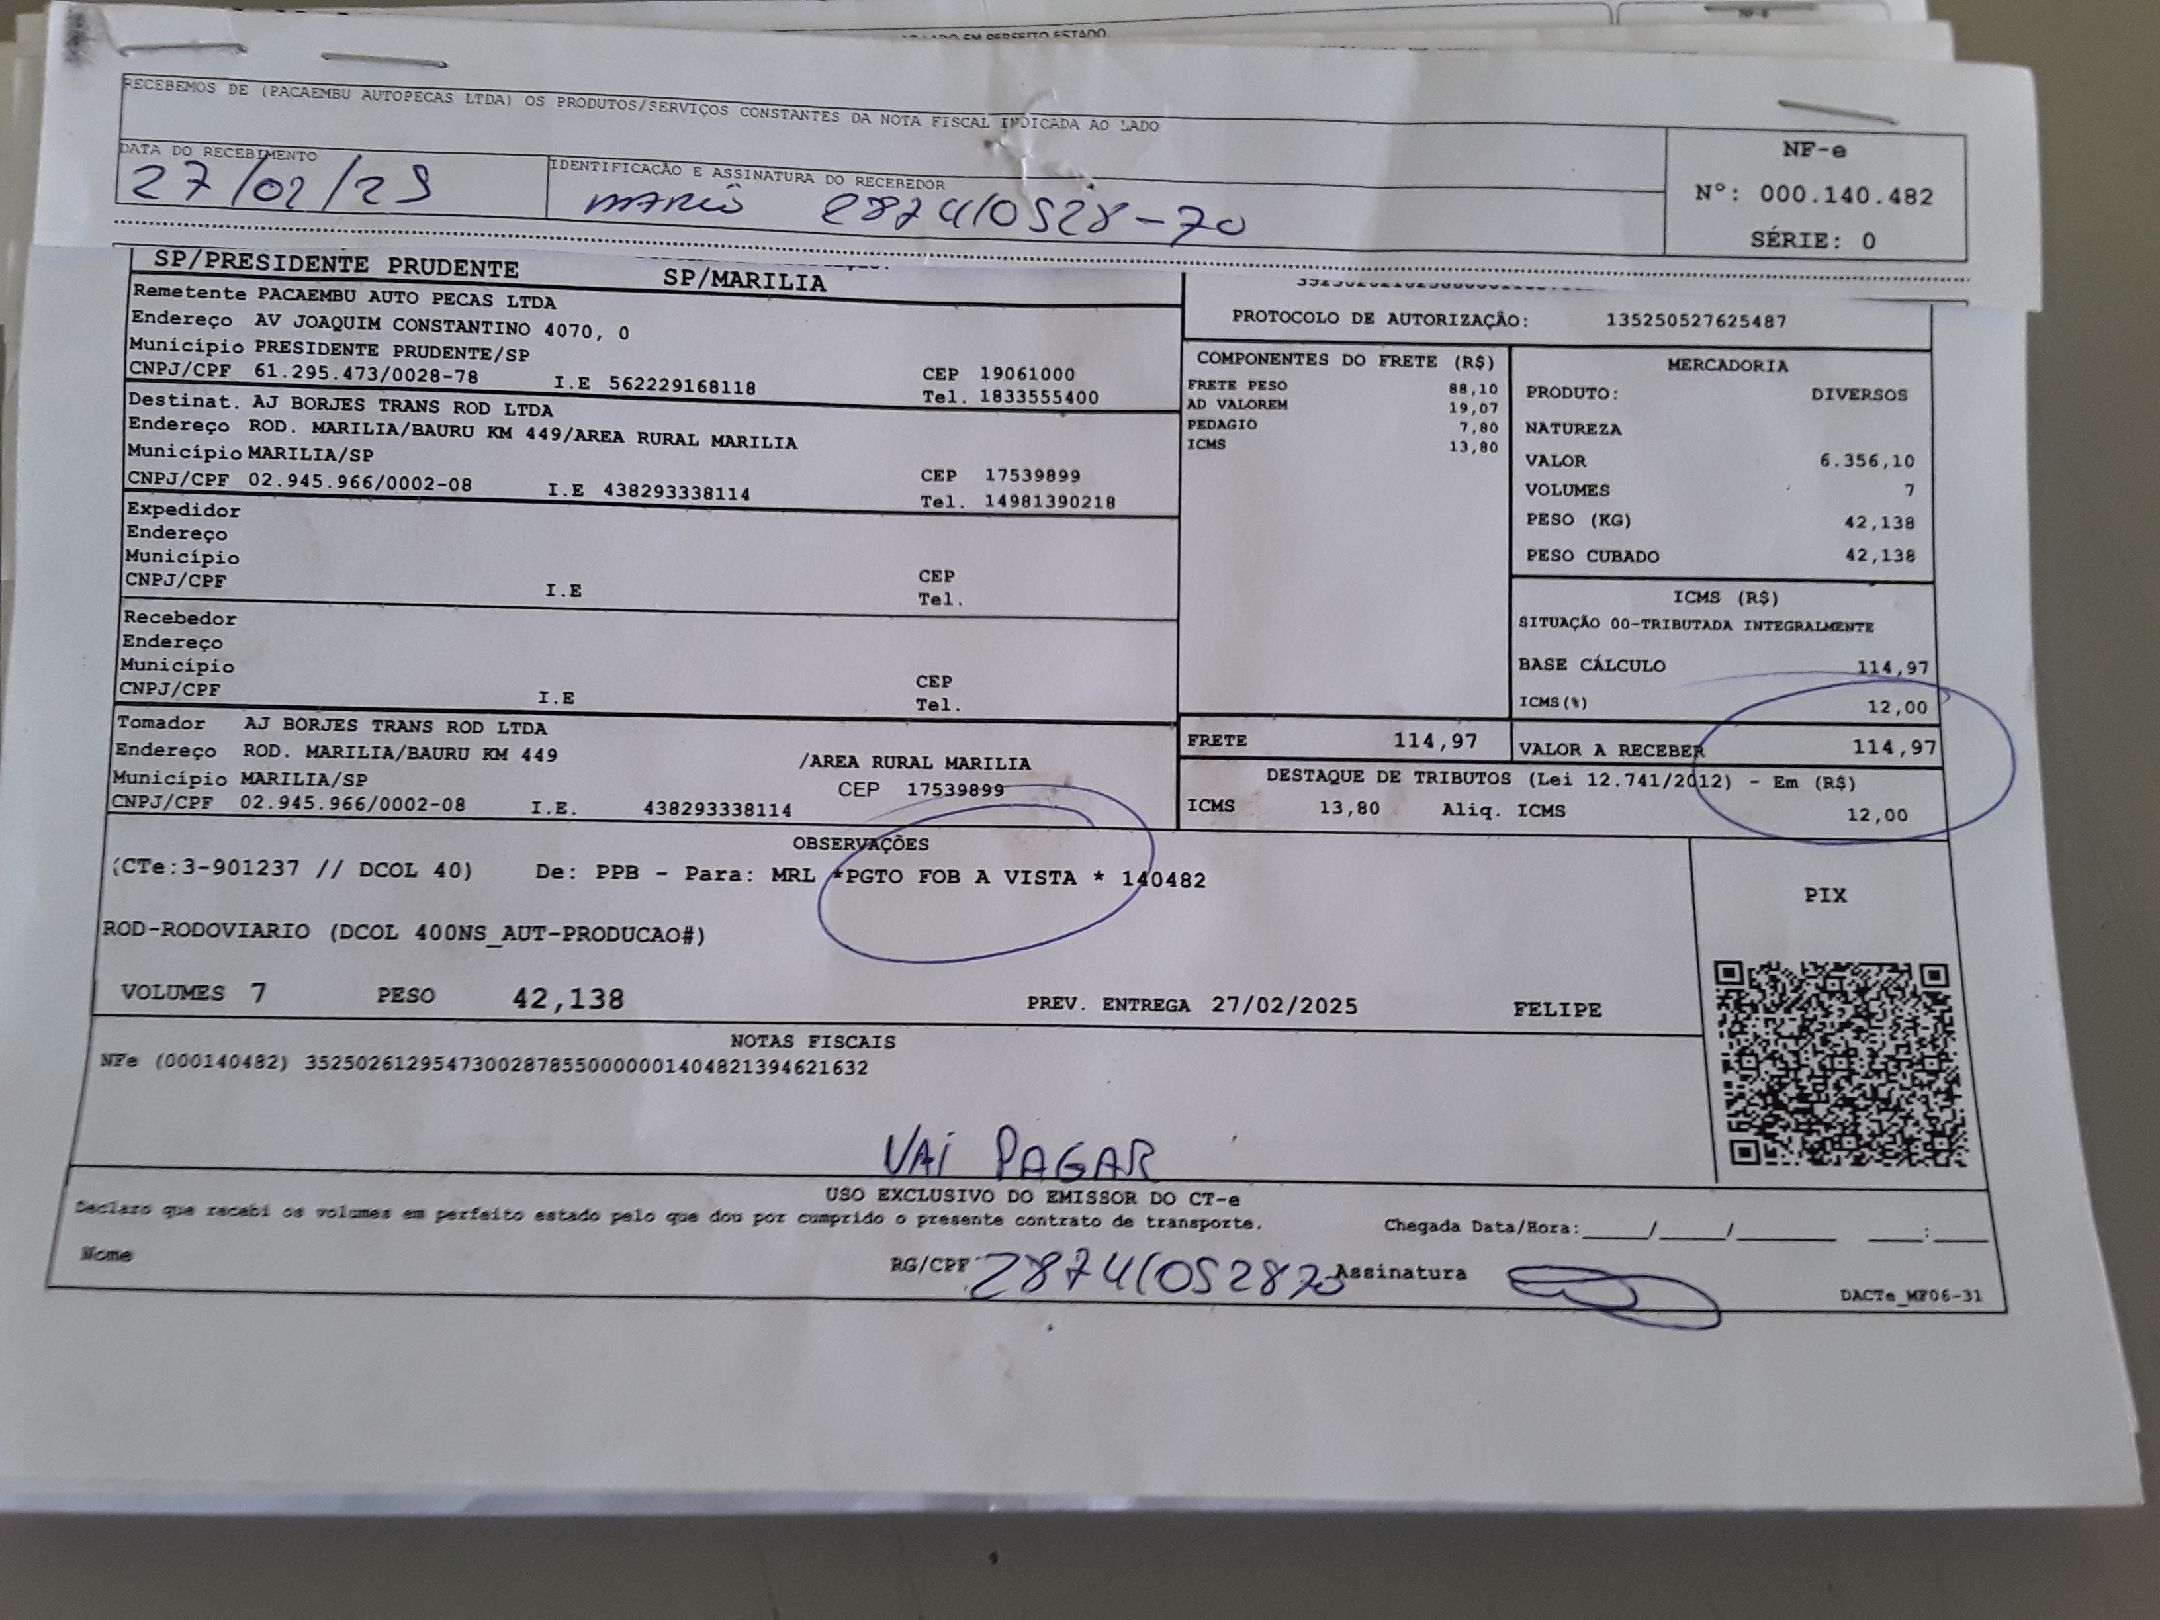 RECEBEMOS DE (PACAEMBU AUTOPECAS LTDA) OS PRODUTOS/SERVIÇOS CONSTANTES DA NOTA FISCAL INDICADA AO LADO
DATA DO RECEBIMENTO
27/02/25
IDENTIFICAÇÃO E ASSINATURA DO RECEBEDOR
MARIO 287410528-70
NF-e
Nº: 000.140.482
SÉRIE: 0
SP/PRESIDENTE PRUDENTE SP/MARILIA
Remetente PACAEMBU AUTO PECAS LTDA
Endereço AV JOAQUIM CONSTANTINO 4070, 0
Município PRESIDENTE PRUDENTE/SP
CEP 19061000
CNPJ/CPF 61.295.473/0028-78 I.E 562229168118
Tel. 1833555400
Destinat. AJ BORJES TRANS ROD LTDA
Endereço ROD. MARILIA/BAURU KM 449/AREA RURAL MARILIA
Município MARILIA/SP
CEP 17539899
CNPJ/CPF 02.945.966/0002-08 I.E 438293338114
Tel. 14981390218
Expedidor
Endereço
Município
CEP
CNPJ/CPF I.E
Tel.
Recebedor
Endereço
Município
CEP
CNPJ/CPF I.E
Tel.
Tomador AJ BORJES TRANS ROD LTDA
Endereço ROD. MARILIA/BAURU KM 449 /AREA RURAL MARILIA
Município MARILIA/SP
CEP 17539899
CNPJ/CPF 02.945.966/0002-08 I.E. 438293338114
PROTOCOLO DE AUTORIZAÇÃO: 135250527625487
COMPONENTES DO FRETE (R$)
FRETE PESO 88,10
AD VALOREM 19,07
PEDAGIO 7,80
ICMS 13,80
MERCADORIA
PRODUTO: DIVERSOS
NATUREZA
VALOR 6.356,10
VOLUMES 7
PESO (KG) 42,138
PESO CUBADO 42,138
ICMS (R$)
SITUAÇÃO 00-TRIBUTADA INTEGRALMENTE
BASE CÁLCULO 114,97
ICMS(%) 12,00
FRETE 114,97
VALOR A RECEBER 114,97
DESTAQUE DE TRIBUTOS (Lei 12.741/2012) - Em (R$)
ICMS 13,80 Aliq. ICMS 12,00
OBSERVAÇÕES
(CTe:3-901237 // DCOL 40) De: PPB - Para: MRL *PGTO FOB A VISTA * 140482
ROD-RODOVIARIO (DCOL 400NS_AUT-PRODUCAO#)
VOLUMES 7 PESO 42,138 PREV. ENTREGA 27/02/2025 FELIPE
PIX
NOTAS FISCAIS
NFe (000140482) 35250261295473002878550000001404821394621632
VAI PAGAR
USO EXCLUSIVO DO EMISSOR DO CT-e
Declaro que recebi os volumes em perfeito estado pelo que dou por cumprido o presente contrato de transporte.
Chegada Data/Hora:_____/_____/________ ____:____
Nome
RG/CPF 28741052870
Assinatura
DACTe_MF06-31